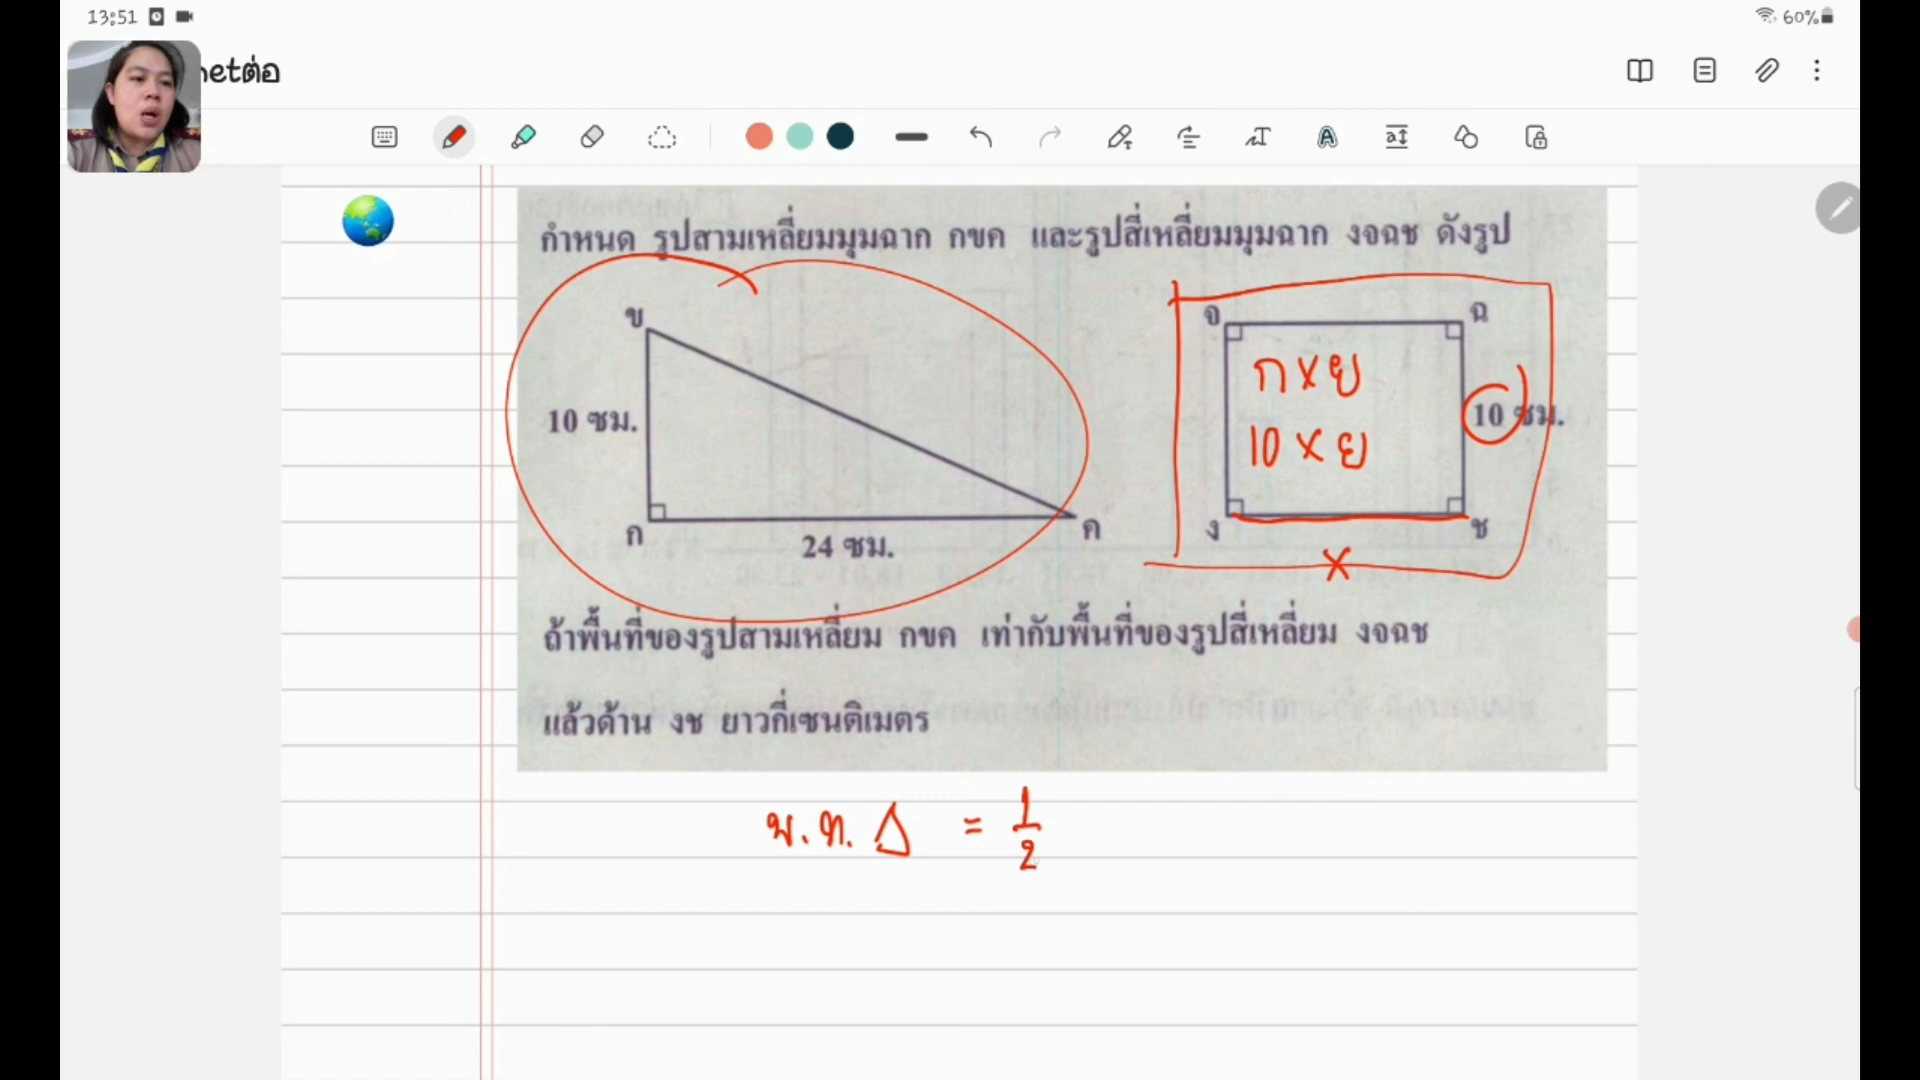 13:51
60%
netต่อ
กำหนด รูปสามเหลี่ยมมุมฉาก กขค และรูปสี่เหลี่ยมมุมฉาก งจฉช ดังรูป
ข
จ
ฉ
ก x ย
10 ซม.
10 ซม.
10 x ย
ก
24 ซม.
ค
ง
ช
x
ถ้าพื้นที่ของรูปสามเหลี่ยม กขค เท่ากับพื้นที่ของรูปสี่เหลี่ยม งจฉช
แล้วด้าน งช ยาวกี่เซนติเมตร
พ.ท. △ = 1/2